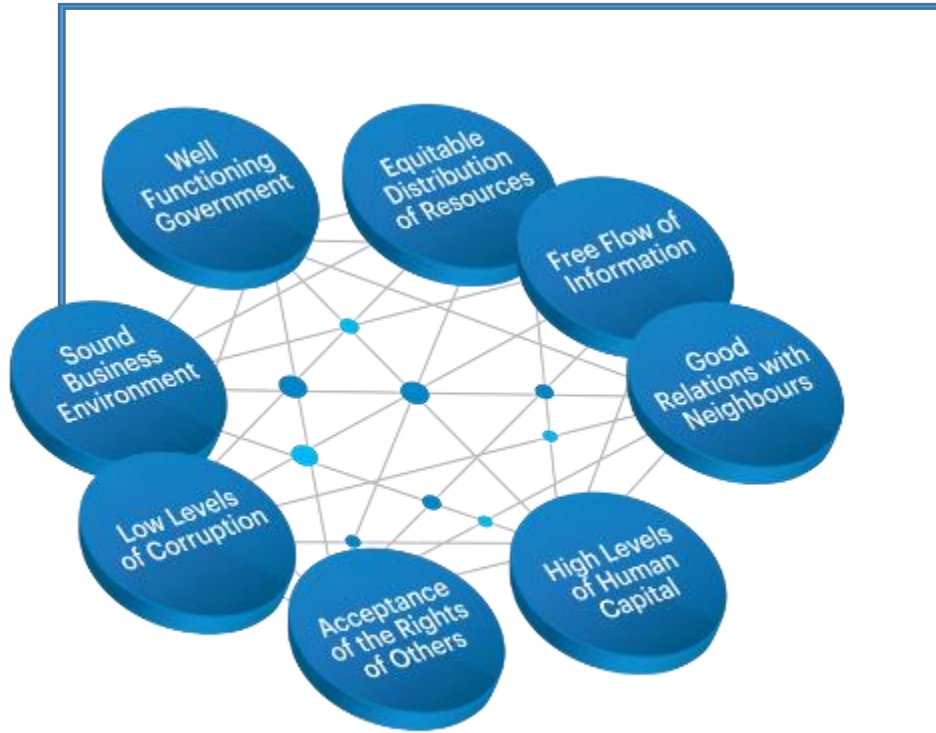 Well
Functioning
Government
Equitable
Distribution
of Resources
Free Flow of
Information
Good
Relations with
Neighbours
High Levels
of Human
Capital
Acceptance
of the Rights
of Others
Low Levels
of Corruption
Sound
Business
Environment